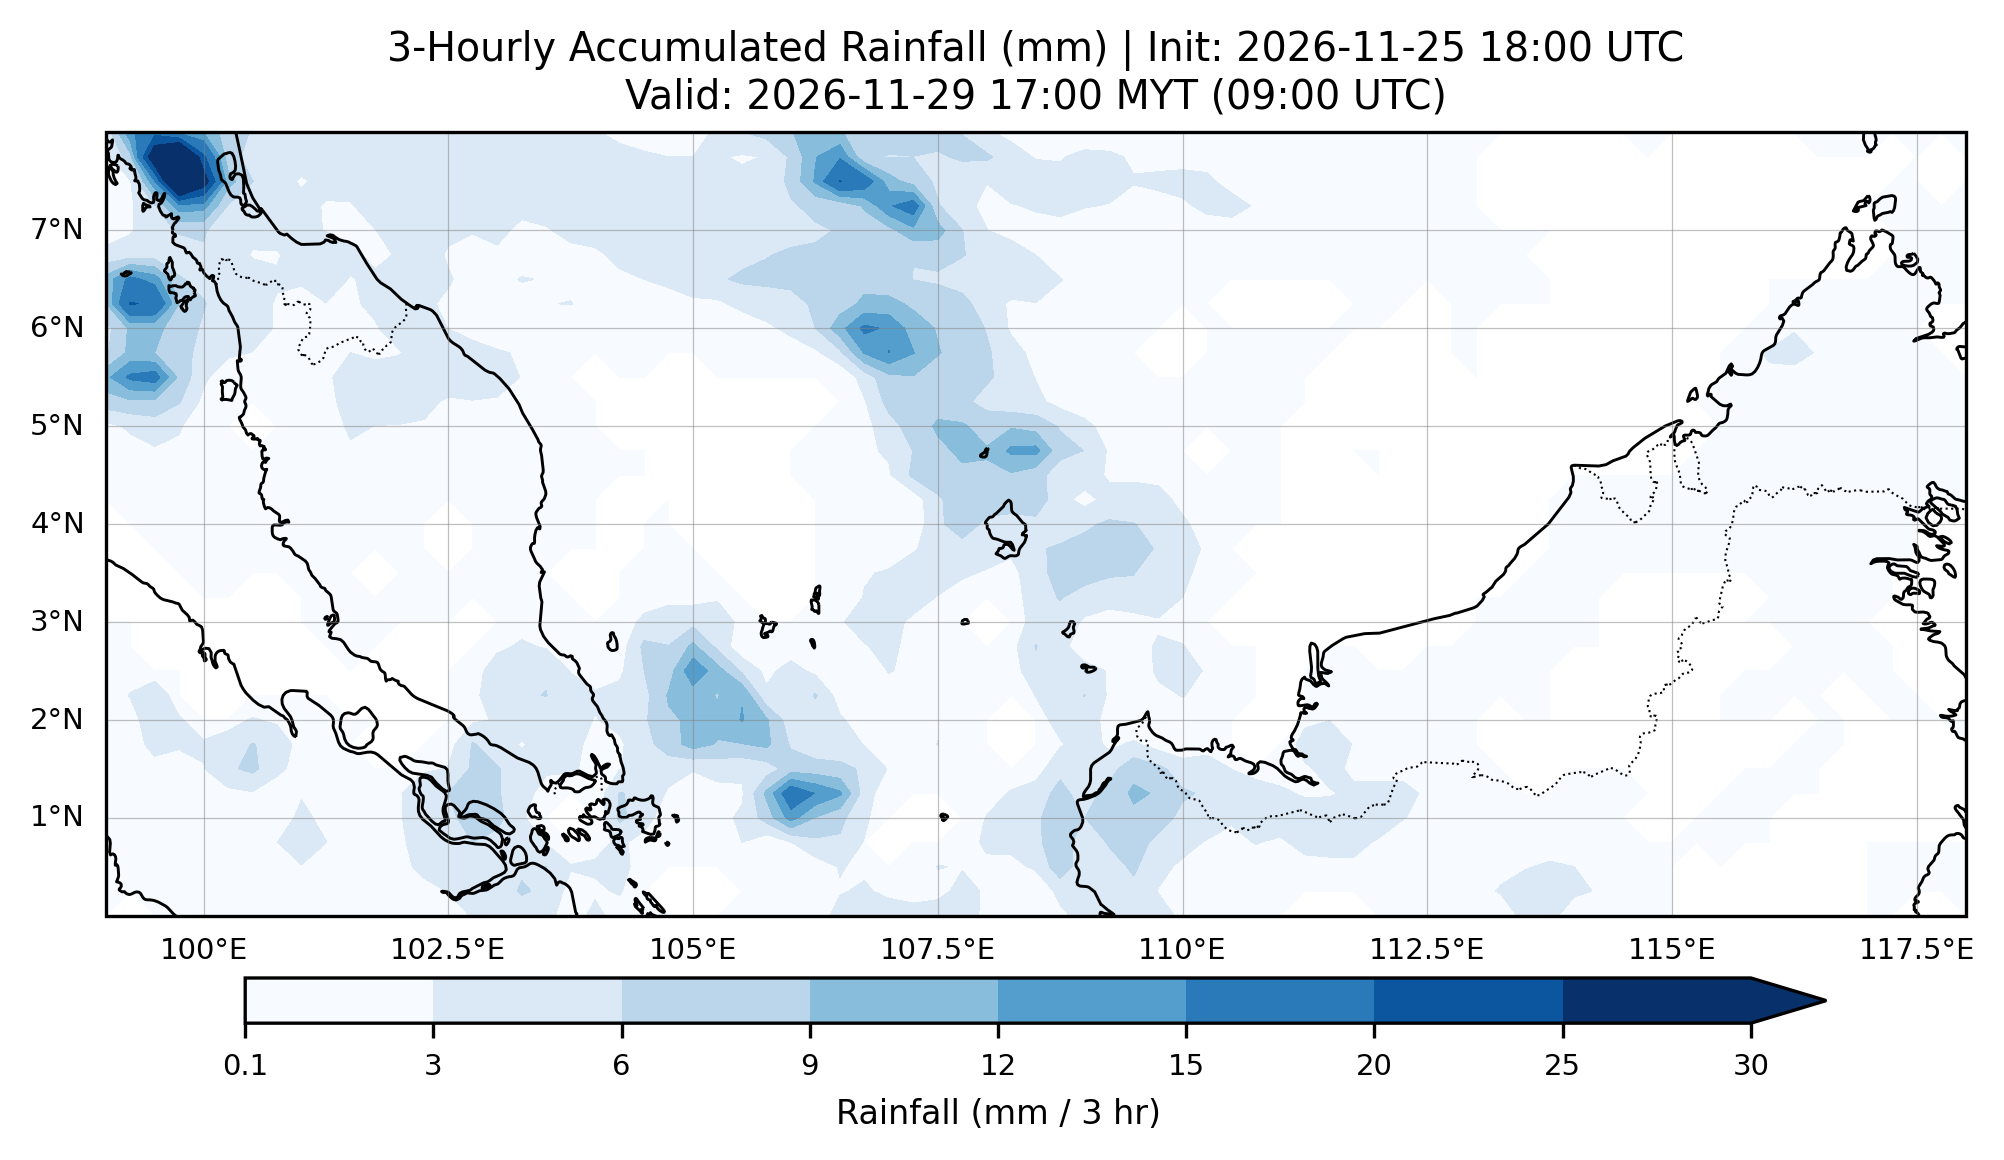 3-Hourly Accumulated Rainfall (mm) | Init: 2026-11-25 18:00 UTC
Valid: 2026-11-29 17:00 MYT (09:00 UTC)
7°N
6°N
5°N
4°N
3°N
2°N
1°N
100°E 102.5°E 105°E 107.5°E 110°E 112.5°E 115°E 117.5°E
0.1 3 6 9 12 15 20 25 30
Rainfall (mm / 3 hr)